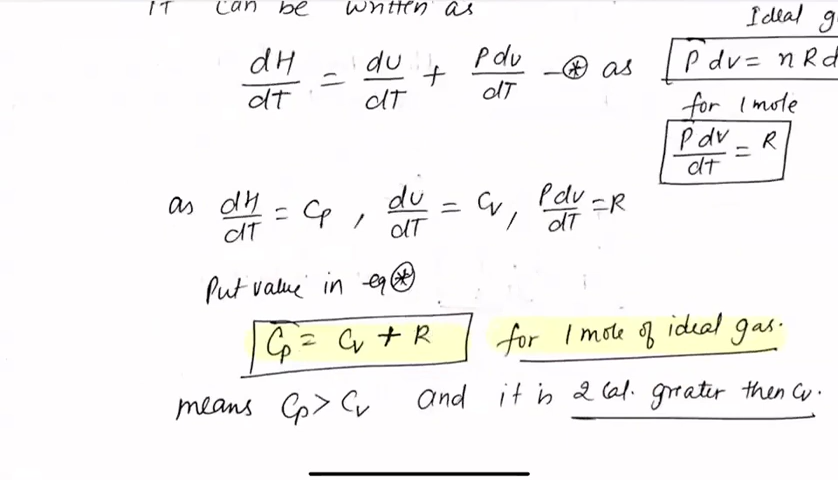 IT can be written as
Ideal g
dH/dT = dU/dT + Pdv/dT -⊛ as Pdv = nRd
for 1 mole
Pdv/dT = R
as dH/dT = Cp, du/dT = Cv, Pdv/dT = R
Put value in eq⊛
Cp = Cv + R for 1 mole of ideal gas.
means Cp > Cv and it is 2 Cal. greater then Cv.